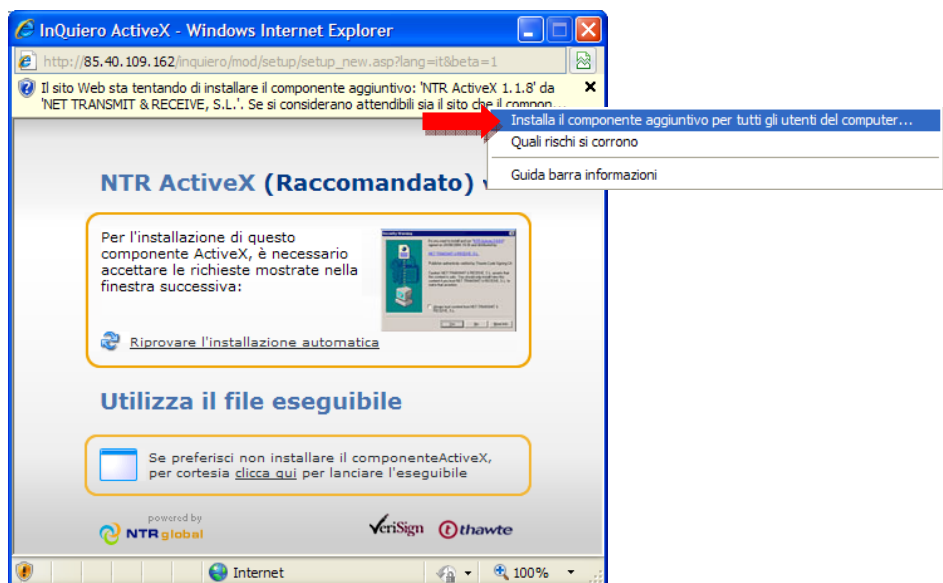 InQuiero ActiveX - Windows Internet Explorer
http://85.40.109.162/inquiero/mod/setup/setup_new.asp?lang=it&beta=1
Il sito Web sta tentando di installare il componente aggiuntivo: 'NTR ActiveX 1.1.8' da
'NET TRANSMIT & RECEIVE, S.L.'. Se si considerano attendibili sia il sito che il compon...
Installa il componente aggiuntivo per tutti gli utenti del computer...
Quali rischi si corrono
Guida barra informazioni
NTR ActiveX (Raccomandato)
Per l'installazione di questo
componente ActiveX, è necessario
accettare le richieste mostrate nella
finestra successiva:
Riprovare l'installazione automatica
Utilizza il file eseguibile
Se preferisci non installare il componenteActiveX,
per cortesia clicca qui per lanciare l'eseguibile
powered by
NTRglobal
VeriSign
thawte
Internet
100%